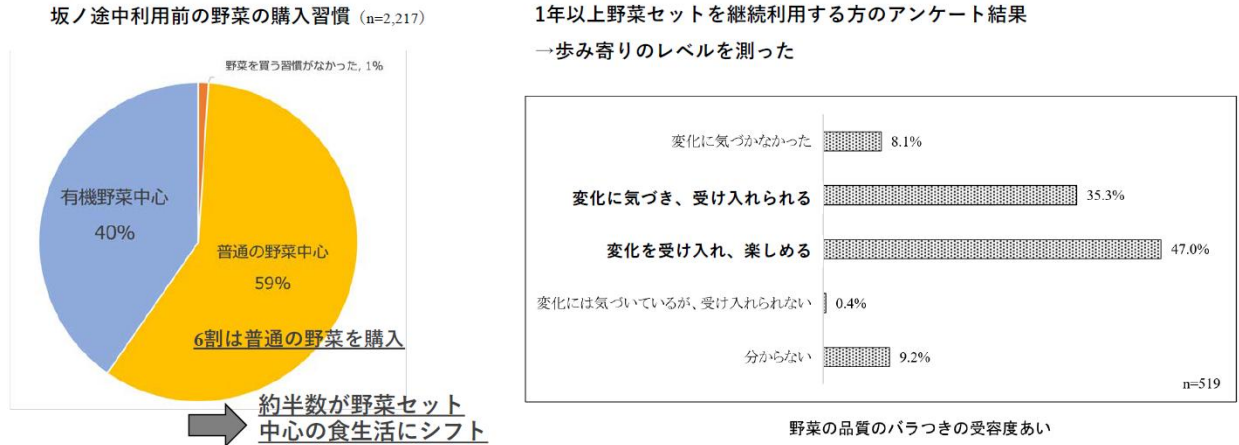 坂ノ途中利用前の野菜の購入習慣（n=2,217）
野菜を買う習慣がなかった, 1%
有機野菜中心
40%
普通の野菜中心
59%
6割は普通の野菜を購入
約半数が野菜セット
中心の食生活にシフト
1年以上野菜セットを継続利用する方のアンケート結果
→歩み寄りのレベルを測った
変化に気づかなかった 8.1%
変化に気づき、受け入れられる 35.3%
変化を受け入れ、楽しめる 47.0%
変化には気づいているが、受け入れられない 0.4%
分からない 9.2%
n=519
野菜の品質のバラつきの受容度あい